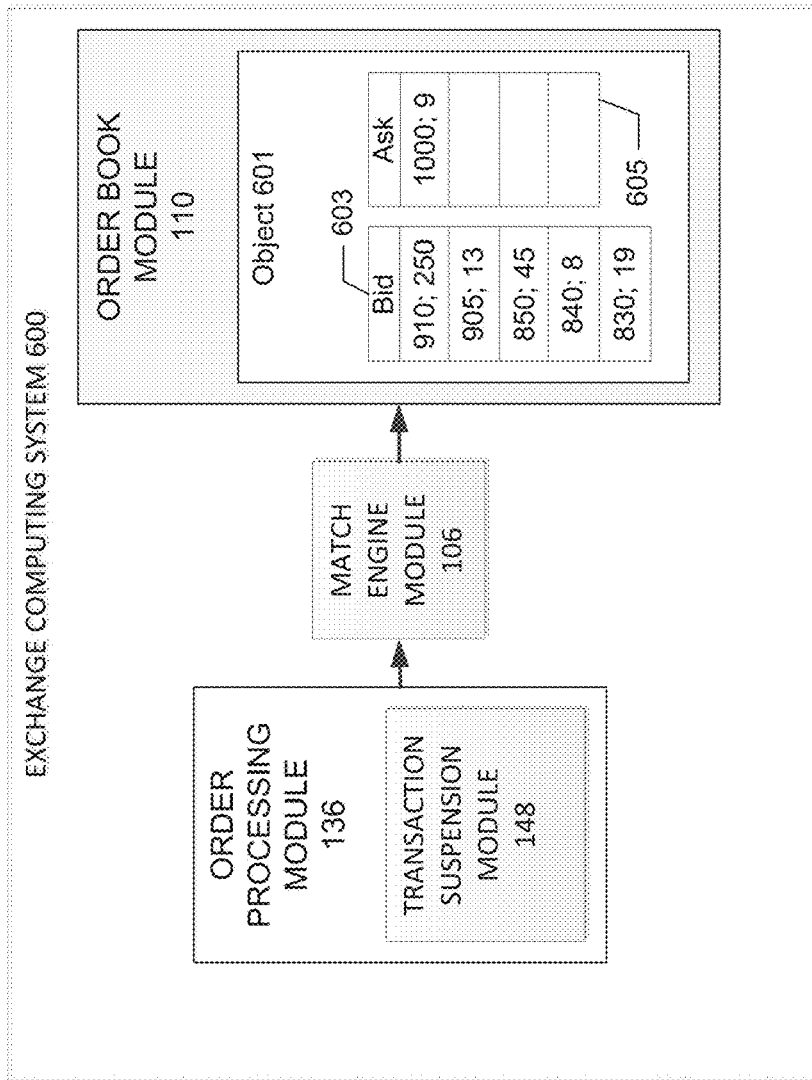 EXCHANGE COMPUTING SYSTEM 600
ORDER
PROCESSING
MODULE
136
TRANSACTION
SUSPENSION
MODULE
148
MATCH
ENGINE
MODULE
106
ORDER BOOK
MODULE
110
Object 601
603
Bid
910; 250
905; 13
850; 45
840; 8
830; 19
Ask
1000; 9
605